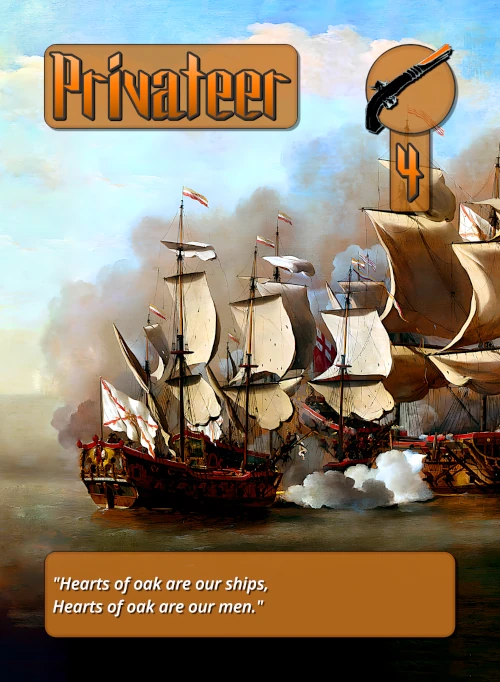 Privateer
4
"Hearts of oak are our ships,
Hearts of oak are our men."